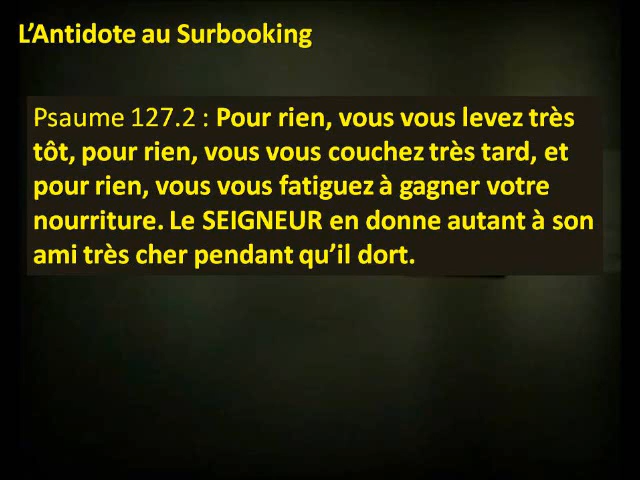 L’Antidote au Surbooking
Psaume 127.2 : Pour rien, vous vous levez très
tôt, pour rien, vous vous couchez très tard, et
pour rien, vous vous fatiguez à gagner votre
nourriture. Le SEIGNEUR en donne autant à son
ami très cher pendant qu’il dort.